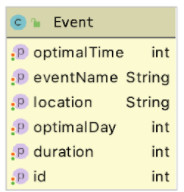 Event
optimalTime int
eventName String
location String
optimalDay int
duration int
id int